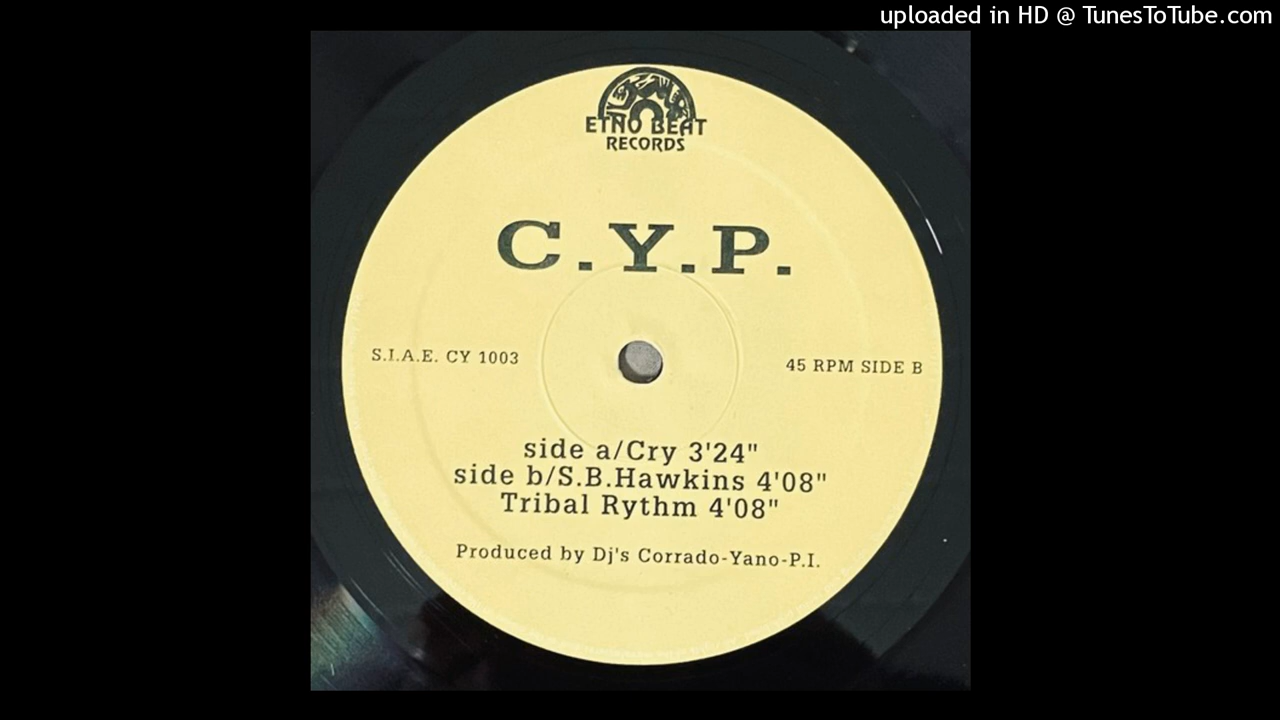 uploaded in HD @ TunesToTube.com
ETNO BEAT
RECORDS
C.Y.P.
S.I.A.E. CY 1003
45 RPM SIDE B
side a/Cry 3'24"
side b/S.B.Hawkins 4'08"
Tribal Rythm 4'08"
Produced by Dj's Corrado-Yano-P.I.